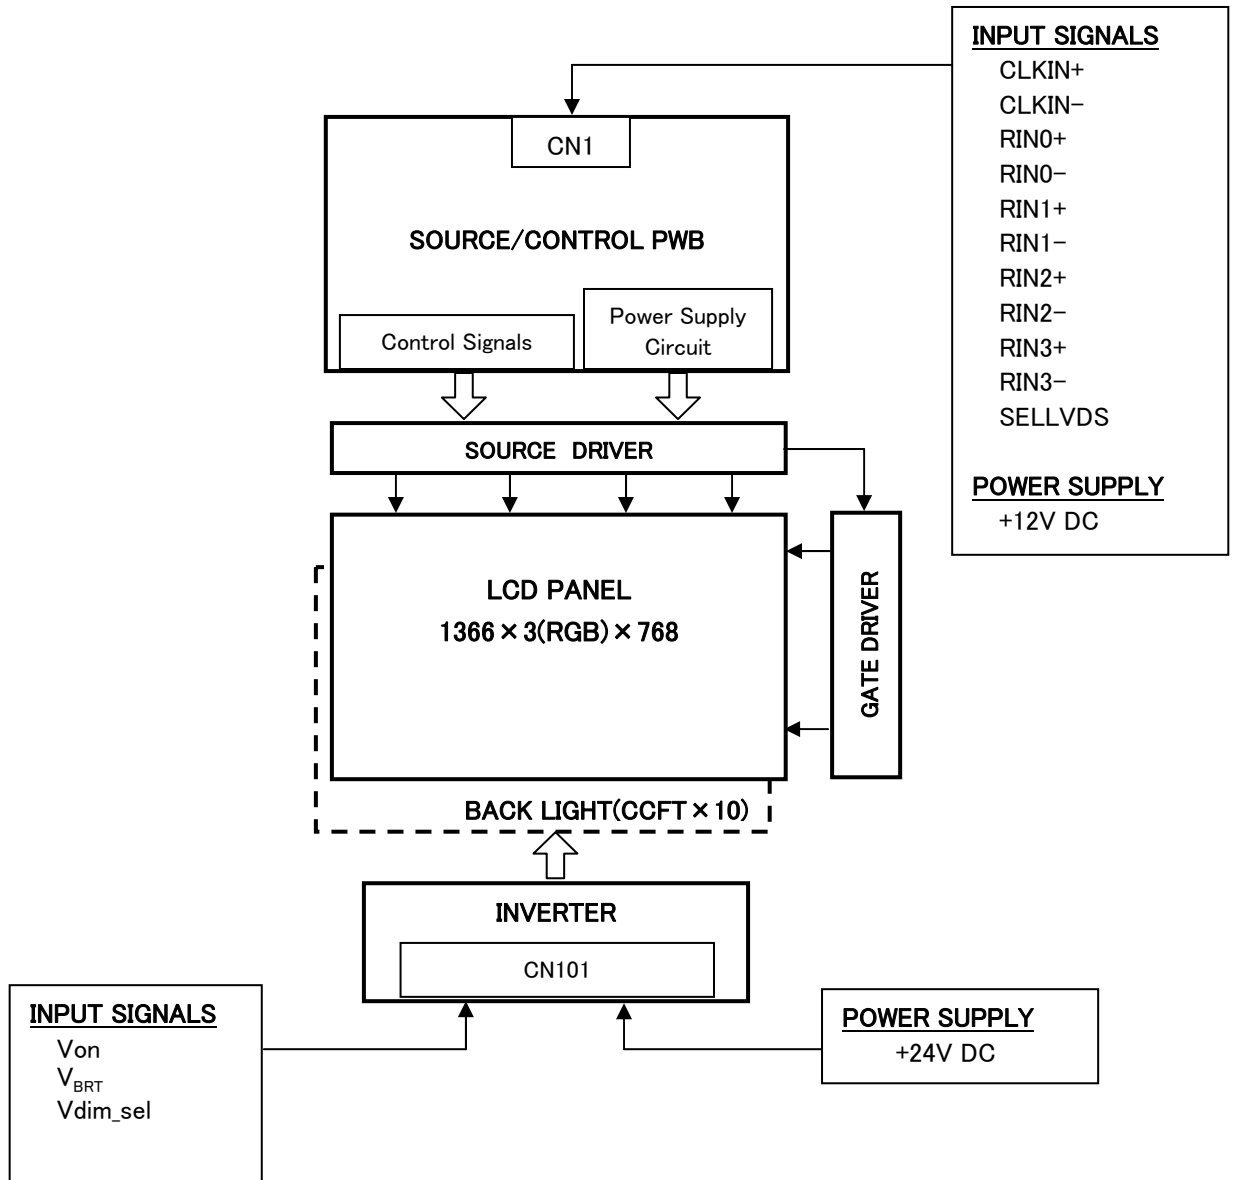 INPUT SIGNALS
CLKIN+
CLKIN-
RIN0+
RIN0-
RIN1+
RIN1-
RIN2+
RIN2-
RIN3+
RIN3-
SELLVDS
POWER SUPPLY
+12V DC
CN1
SOURCE/CONTROL PWB
Control Signals
Power Supply
Circuit
SOURCE DRIVER
LCD PANEL
1366×3(RGB)×768
GATE DRIVER
BACK LIGHT(CCFT×10)
INVERTER
CN101
INPUT SIGNALS
Von
VBRT
Vdim_sel
POWER SUPPLY
+24V DC